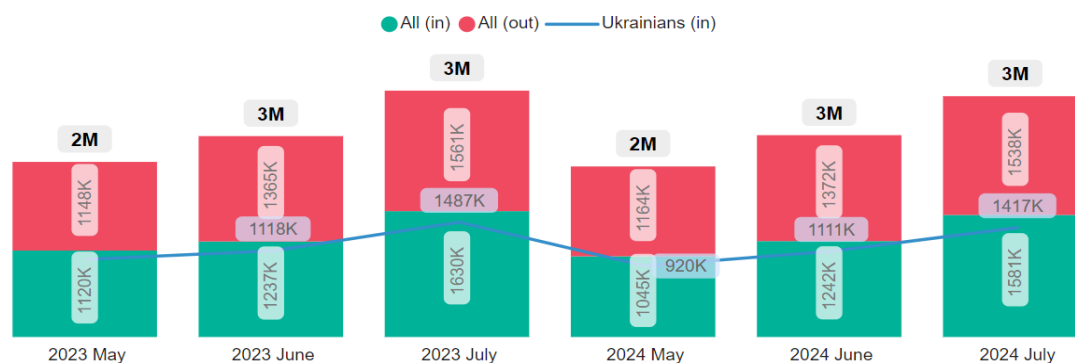 All (in) All (out) Ukrainians (in)
2M 3M 3M 2M 3M 3M
1148K 1365K 1561K 1164K 1372K 1538K
1118K 1487K 920K 1111K 1417K
1120K 1237K 1630K 1045K 1242K 1581K
2023 May 2023 June 2023 July 2024 May 2024 June 2024 July